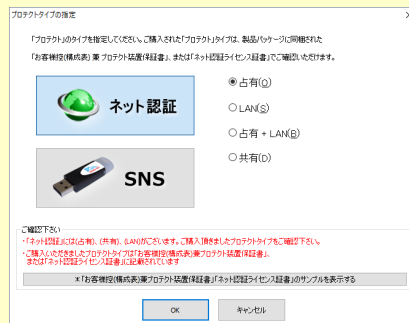 プロテクトタイプの指定
「プロテクト」のタイプを指定してください。ご購入された「プロテクト」タイプは、製品パッケージに同梱された
「お客様控(構成表) 兼 プロテクト装置保証書」、または「ネット認証ライセンス証書」でご確認いただけます。
ネット認証
占有(O)
LAN(S)
占有 + LAN(B)
共有(D)
SNS
ご確認下さい
・「ネット認証」には(占有)、(共有)、(LAN)がございます。ご購入頂きましたプロテクトタイプをご確認下さい。
・ご購入いただきましたプロテクトタイプは「お客様控(構成表)兼プロテクト装置保証書」、
または「ネット認証ライセンス証書」に記載されています
＊「お客様控(構成表)兼プロテクト装置保証書」「ネット認証ライセンス証書」のサンプルを表示する
OK
キャンセル